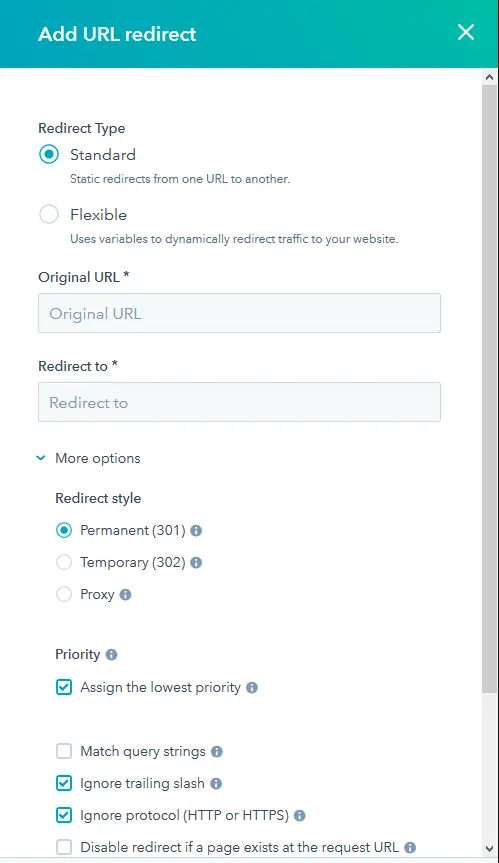 Add URL redirect
Redirect Type
Standard
Static redirects from one URL to another.
Flexible
Uses variables to dynamically redirect traffic to your website.
Original URL *
Original URL
Redirect to *
Redirect to
More options
Redirect style
Permanent (301)
Temporary (302)
Proxy
Priority
Assign the lowest priority
Match query strings
Ignore trailing slash
Ignore protocol (HTTP or HTTPS)
Disable redirect if a page exists at the request URL